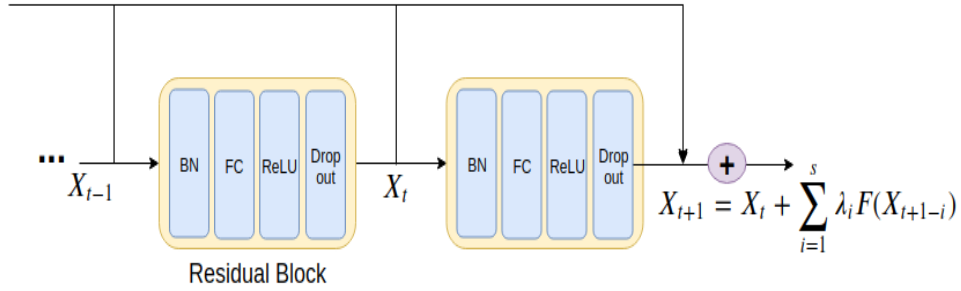 ... X_{t-1} BN FC ReLU Drop out X_t BN FC ReLU Drop out +
X_{t+1} = X_t + \sum_{i=1}^{s} λ_i F(X_{t+1-i})
Residual Block